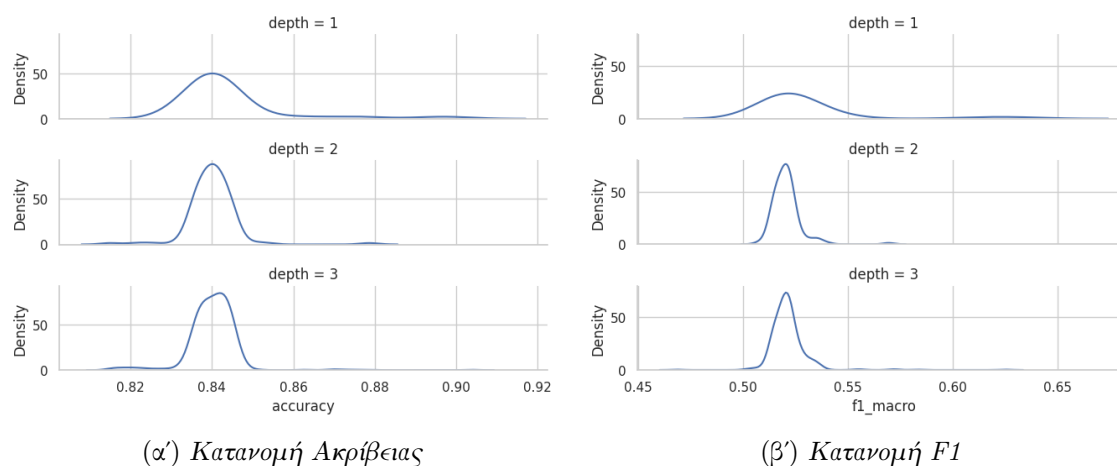 depth = 1
Density
50
0
depth = 2
Density
50
0
depth = 3
Density
50
0
0.82 0.84 0.86 0.88 0.90 0.92
accuracy
(αʹ) Κατανομή Ακρίβειας
depth = 1
Density
50
0
depth = 2
Density
50
0
depth = 3
Density
50
0
0.45 0.50 0.55 0.60 0.65
f1_macro
(βʹ) Κατανομή F1